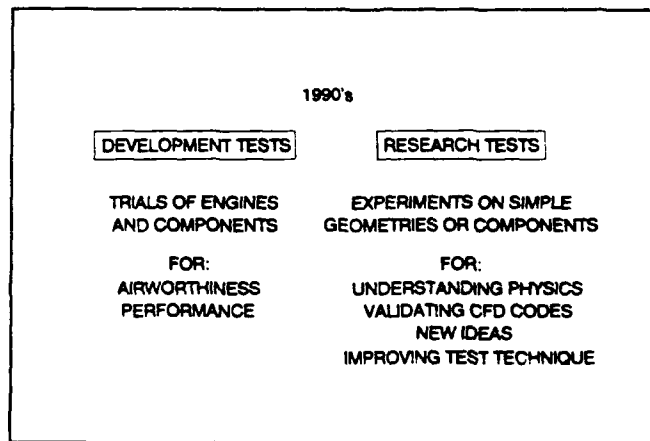 1990's
DEVELOPMENT TESTS
TRIALS OF ENGINES
AND COMPONENTS
FOR:
AIRWORTHINESS
PERFORMANCE
RESEARCH TESTS
EXPERIMENTS ON SIMPLE
GEOMETRIES OR COMPONENTS
FOR:
UNDERSTANDING PHYSICS
VALIDATING CFD CODES
NEW IDEAS
IMPROVING TEST TECHNIQUE